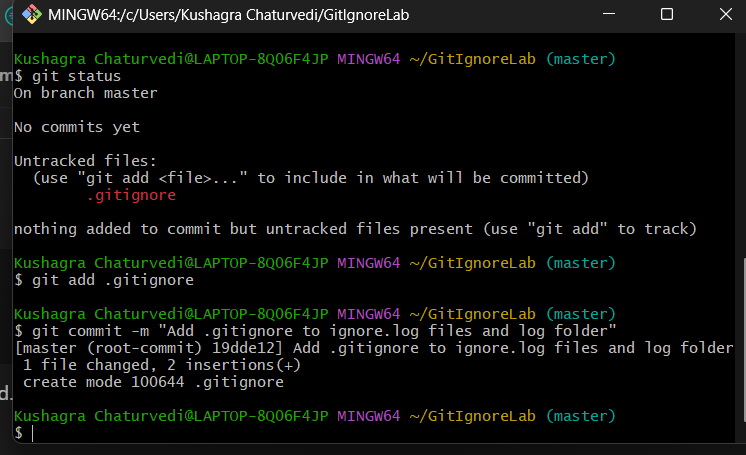 MINGW64:/c/Users/Kushagra Chaturvedi/GitIgnoreLab
Kushagra Chaturvedi@LAPTOP-8QO6F4JP MINGW64 ~/GitIgnoreLab (master)
$ git status
On branch master
No commits yet
Untracked files:
(use "git add <file>..." to include in what will be committed)
.gitignore
nothing added to commit but untracked files present (use "git add" to track)
Kushagra Chaturvedi@LAPTOP-8QO6F4JP MINGW64 ~/GitIgnoreLab (master)
$ git add .gitignore
Kushagra Chaturvedi@LAPTOP-8QO6F4JP MINGW64 ~/GitIgnoreLab (master)
$ git commit -m "Add .gitignore to ignore.log files and log folder"
[master (root-commit) 19dde12] Add .gitignore to ignore.log files and log folder
1 file changed, 2 insertions(+)
create mode 100644 .gitignore
Kushagra Chaturvedi@LAPTOP-8QO6F4JP MINGW64 ~/GitIgnoreLab (master)
$